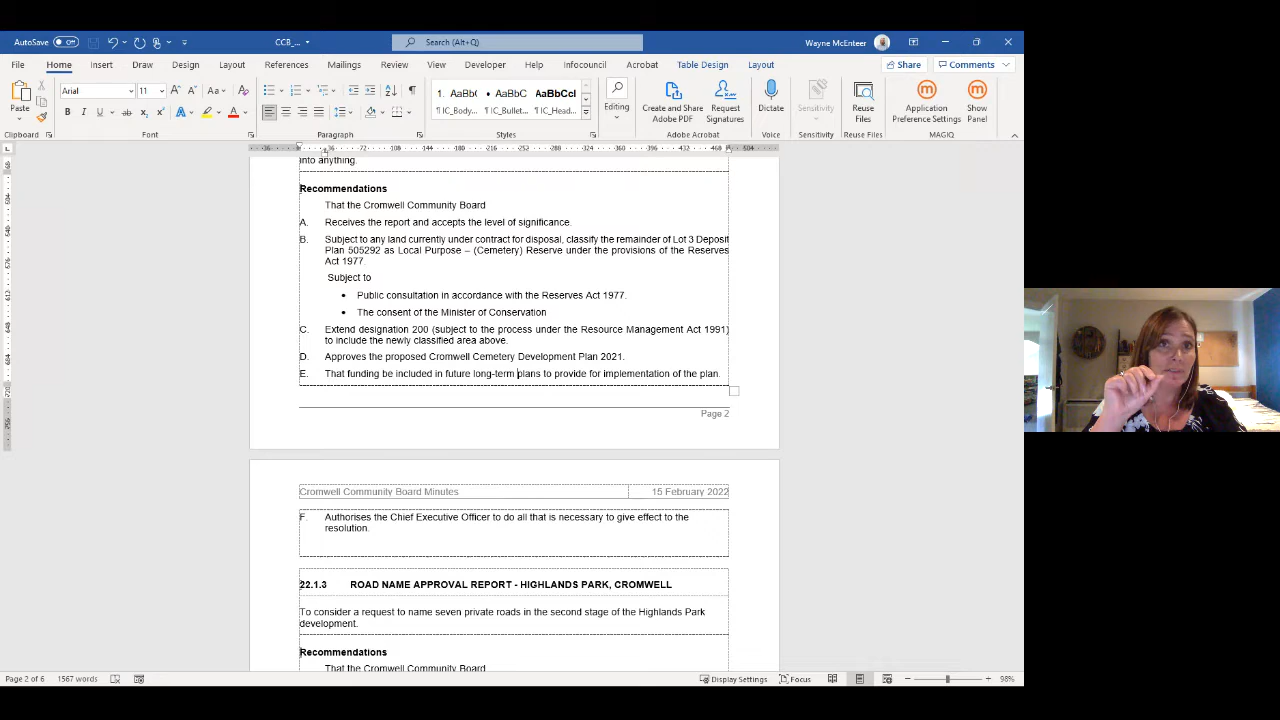 AutoSave Off CCB_... Search (Alt+Q) Wayne McEnteer
File Home Insert Draw Design Layout References Mailings Review View Developer Help Infocouncil Acrobat Table Design Layout Share Comments
Arial 11
Paste
1. AaBb( • AaBb( AaBbCcl
¶IC_Body... ¶IC_Bullet... ¶IC_Head...
Editing
Create and Share Adobe PDF
Request Signatures
Dictate
Sensitivity
Reuse Files
Application Preference Settings
Show Panel
Clipboard Font Paragraph Styles Adobe Acrobat Voice Sensitivity Reuse Files MAGIQ
into anything.
Recommendations
That the Cromwell Community Board
A. Receives the report and accepts the level of significance.
B. Subject to any land currently under contract for disposal, classify the remainder of Lot 3 Deposit
Plan 505292 as Local Purpose – (Cemetery) Reserve under the provisions of the Reserves
Act 1977.
Subject to
• Public consultation in accordance with the Reserves Act 1977.
• The consent of the Minister of Conservation
C. Extend designation 200 (subject to the process under the Resource Management Act 1991)
to include the newly classified area above.
D. Approves the proposed Cromwell Cemetery Development Plan 2021.
E. That funding be included in future long-term plans to provide for implementation of the plan.
Page 2
Cromwell Community Board Minutes 15 February 2022
F. Authorises the Chief Executive Officer to do all that is necessary to give effect to the
resolution.
22.1.3 ROAD NAME APPROVAL REPORT - HIGHLANDS PARK, CROMWELL
To consider a request to name seven private roads in the second stage of the Highlands Park
development.
Recommendations
That the Cromwell Community Board
Page 2 of 6 1567 words Display Settings Focus 98%